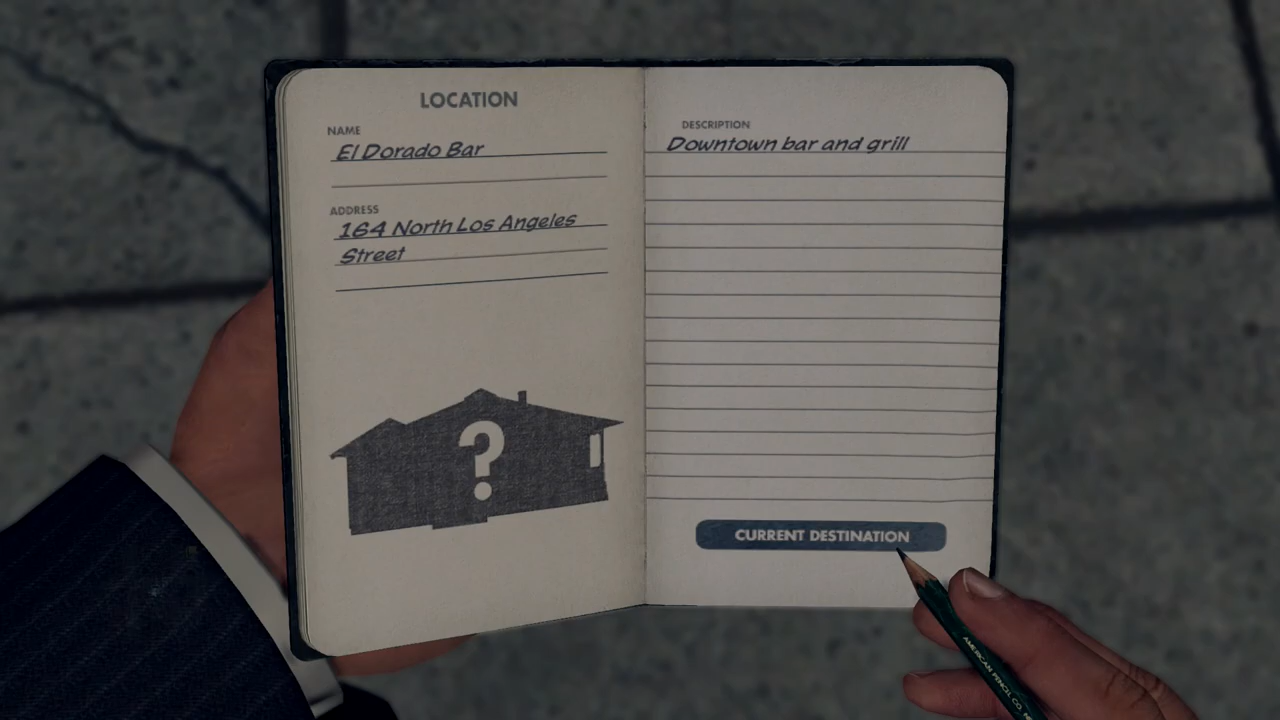 LOCATION
NAME
El Dorado Bar
ADDRESS
164 North Los Angeles
Street
DESCRIPTION
Downtown bar and grill
CURRENT DESTINATION
AMERICAN PENCIL CO.